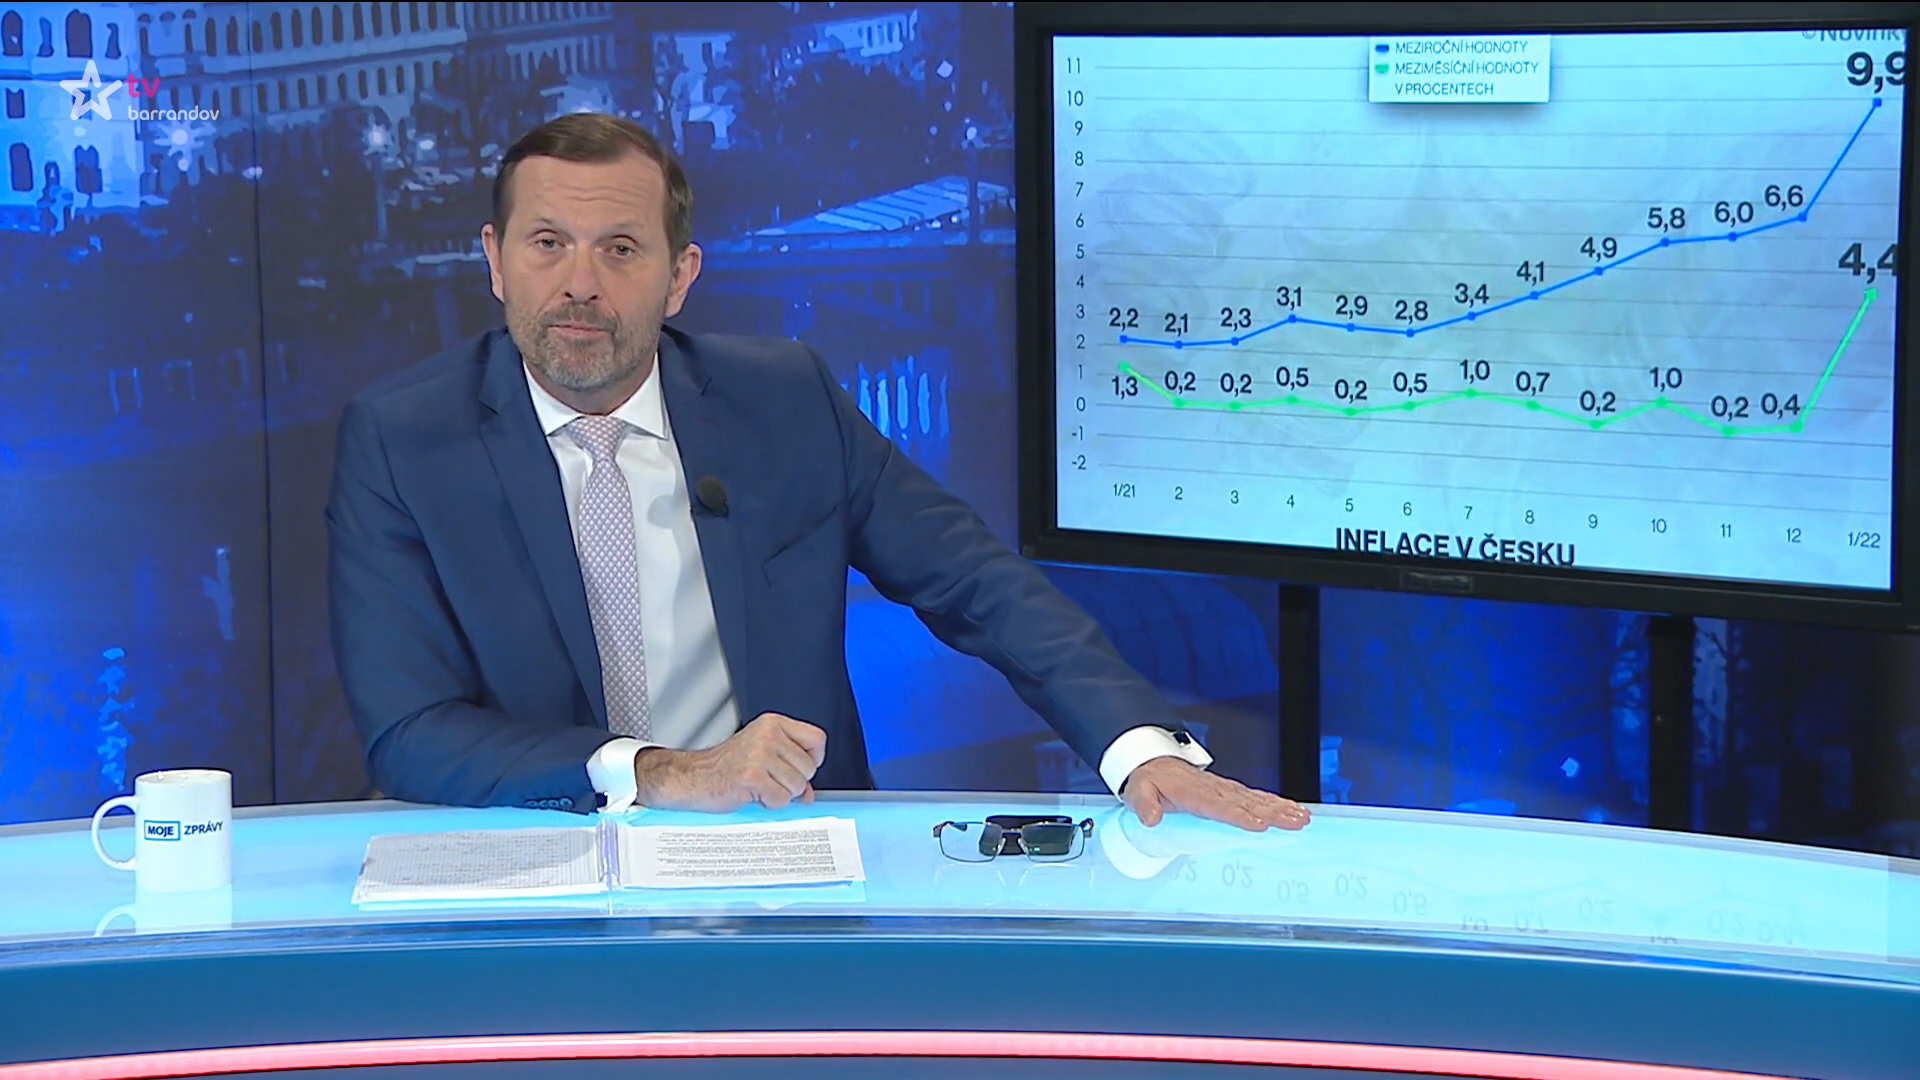 tv
barrandov
© Novinky
MEZIROČNÍ HODNOTY
MEZIMĚSÍČNÍ HODNOTY
V PROCENTECH
11
10
9
8
7
6
5
4
3
2
1
0
-1
-2
2,2 2,1 2,3 3,1 2,9 2,8 3,4 4,1 4,9 5,8 6,0 6,6 9,9
1,3 0,2 0,2 0,5 0,2 0,5 1,0 0,7 0,2 1,0 0,2 0,4 4,4
1/21 2 3 4 5 6 7 8 9 10 11 12 1/22
INFLACE V ČESKU
MOJE ZPRÁVY